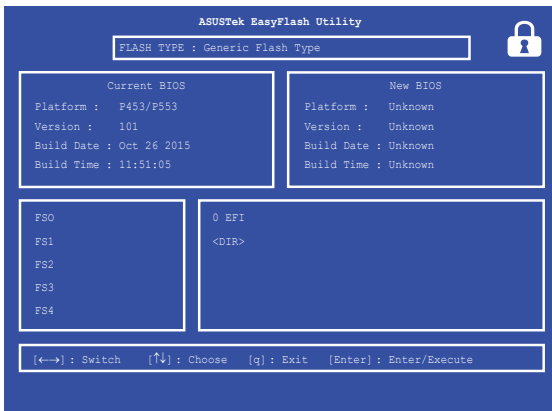 ASUSTek EasyFlash Utility
FLASH TYPE : Generic Flash Type
Current BIOS
Platform : P453/P553
Version : 101
Build Date : Oct 26 2015
Build Time : 11:51:05
New BIOS
Platform : Unknown
Version : Unknown
Build Date : Unknown
Build Time : Unknown
FSO
FS1
FS2
FS3
FS4
0 EFI
<DIR>
[←→] : Switch [↑↓] : Choose [q] : Exit [Enter] : Enter/Execute